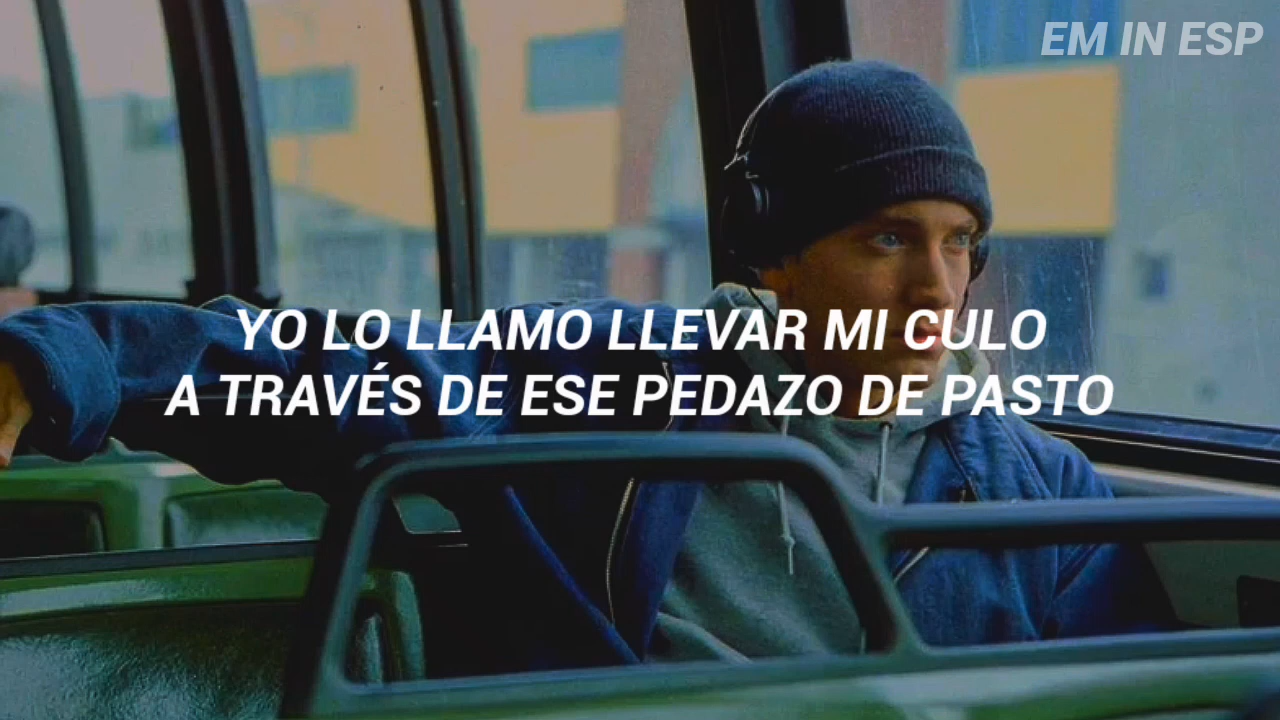 EM IN ESP
YO LO LLAMO LLEVAR MI CULO
A TRAVÉS DE ESE PEDAZO DE PASTO